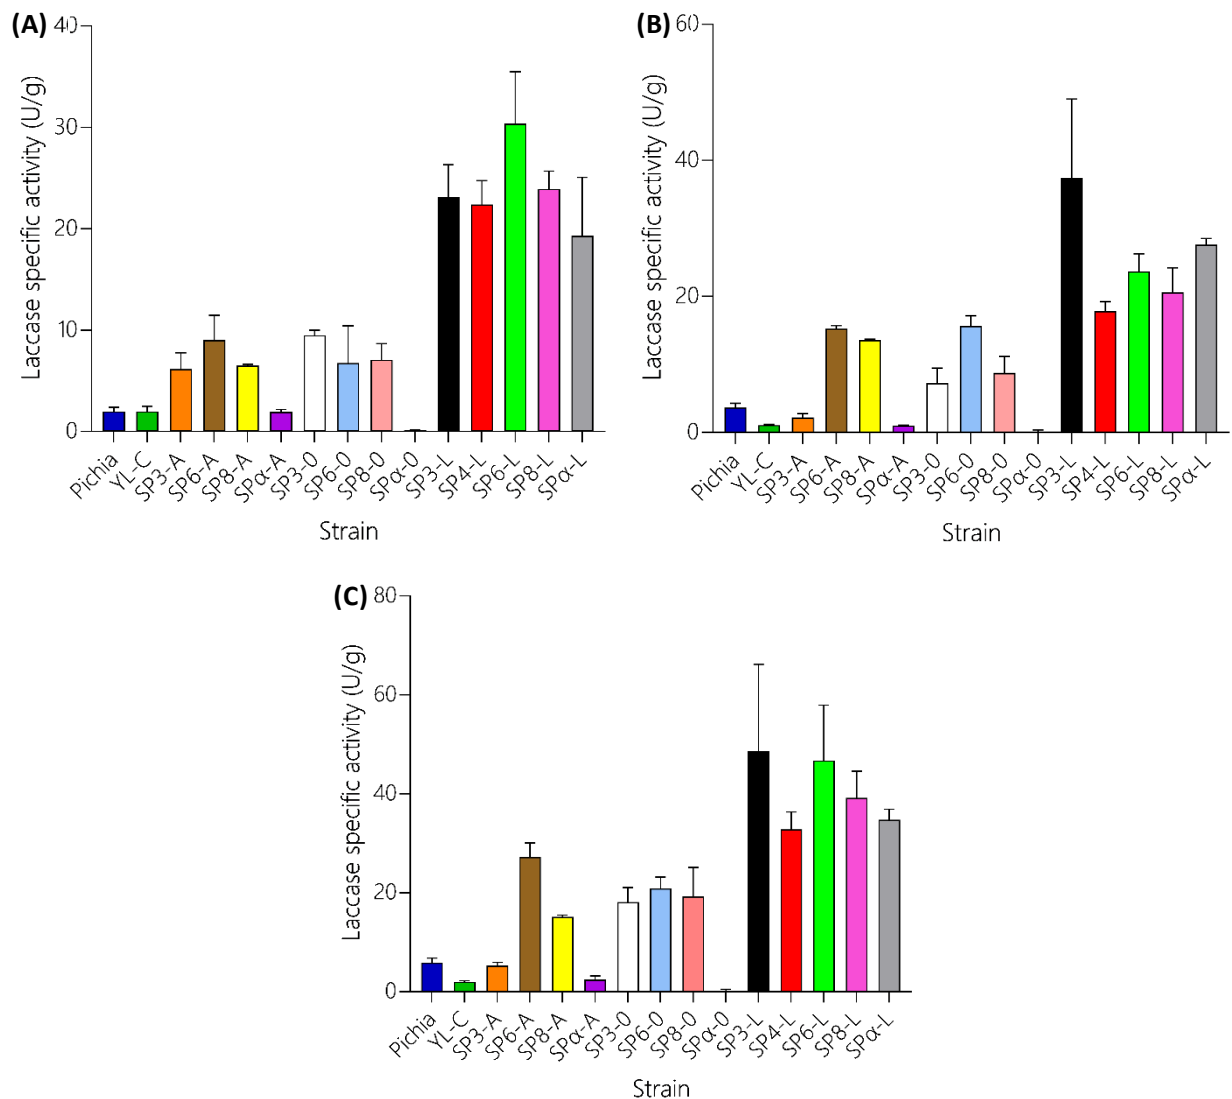 (A)
Laccase specific activity (U/g)
40
30
20
10
0
Pichia
YL-C
SP3-A
SP6-A
SP8-A
SPα-A
SP3-0
SP6-0
SP8-0
SPα-0
SP3-L
SP4-L
SP6-L
SP8-L
SPα-L
Strain
(B)
Laccase specific activity (U/g)
60
40
20
0
Pichia
YL-C
SP3-A
SP6-A
SP8-A
SPα-A
SP3-0
SP6-0
SP8-0
SPα-0
SP3-L
SP4-L
SP6-L
SP8-L
SPα-L
Strain
(C)
Laccase specific activity (U/g)
80
60
40
20
0
Pichia
YL-C
SP3-A
SP6-A
SP8-A
SPα-A
SP3-0
SP6-0
SP8-0
SPα-0
SP3-L
SP4-L
SP6-L
SP8-L
SPα-L
Strain